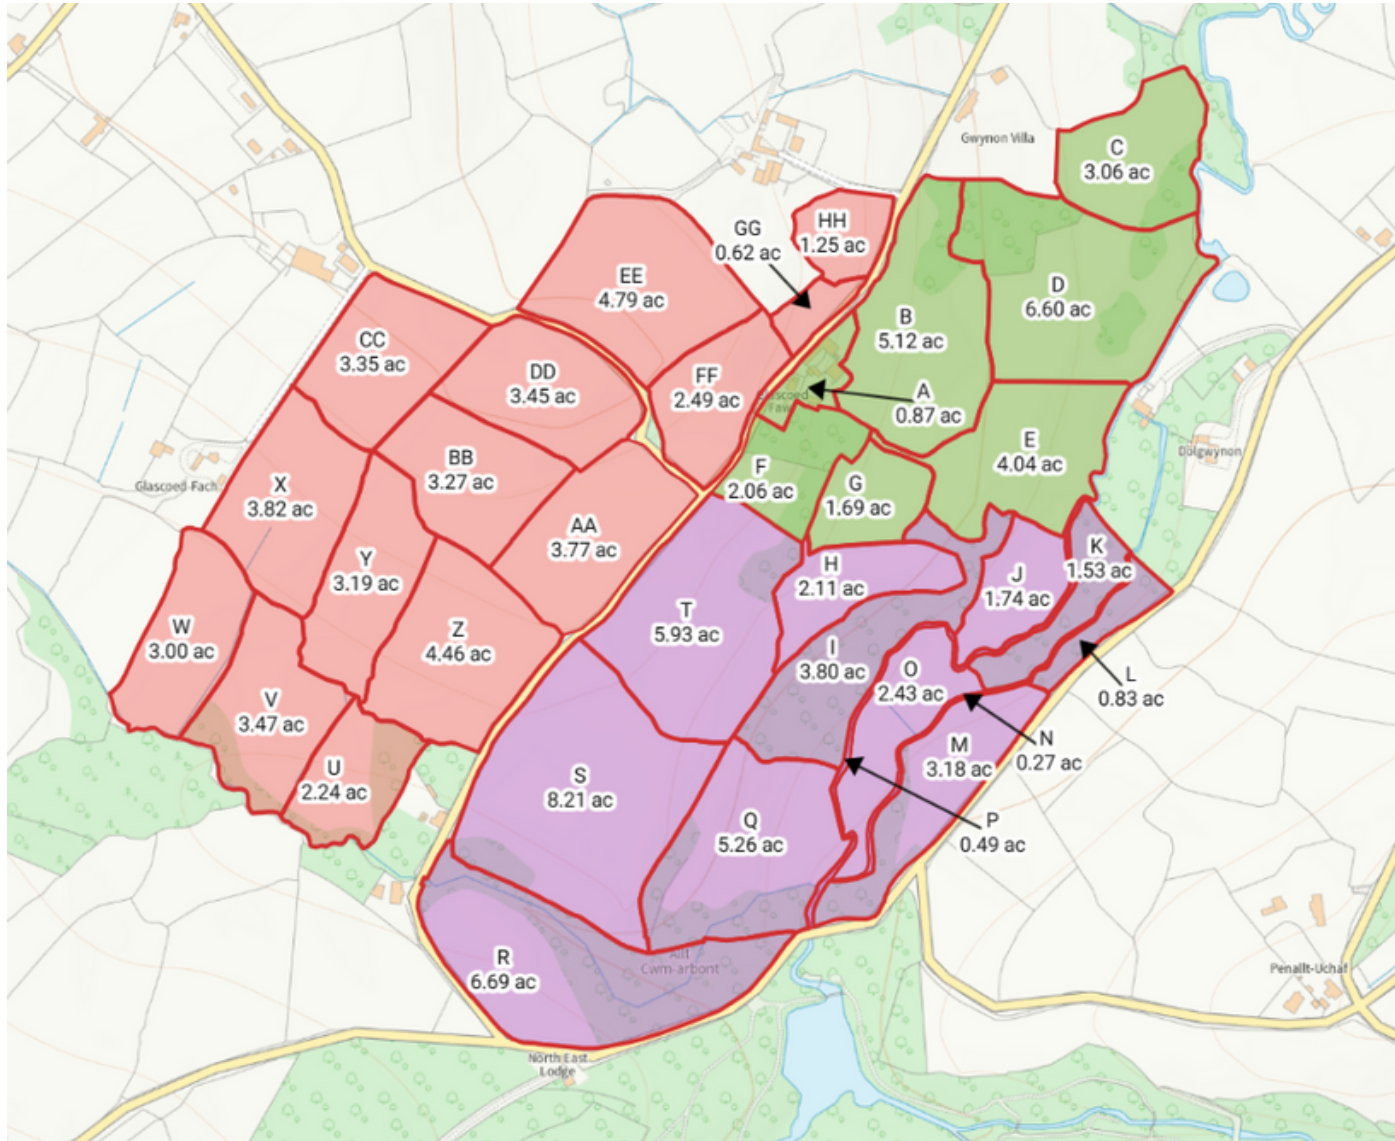 Gwynon Villa
C
3.06 ac
HH
1.25 ac
GG
0.62 ac
EE
4.79 ac
D
6.60 ac
B
5.12 ac
CC
3.35 ac
DD
3.45 ac
FF
2.49 ac
A
0.87 ac
Glascoed
Fawr
E
4.04 ac
Dolgwynon
BB
3.27 ac
F
2.06 ac
G
1.69 ac
Glascoed-Fach
X
3.82 ac
AA
3.77 ac
Y
3.19 ac
H
2.11 ac
J
1.74 ac
K
1.53 ac
W
3.00 ac
Z
4.46 ac
T
5.93 ac
I
3.80 ac
O
2.43 ac
L
0.83 ac
V
3.47 ac
N
0.27 ac
M
3.18 ac
U
2.24 ac
S
8.21 ac
Q
5.26 ac
P
0.49 ac
R
6.69 ac
Allt
Cwm-arbont
Penallt-Uchaf
North East
Lodge